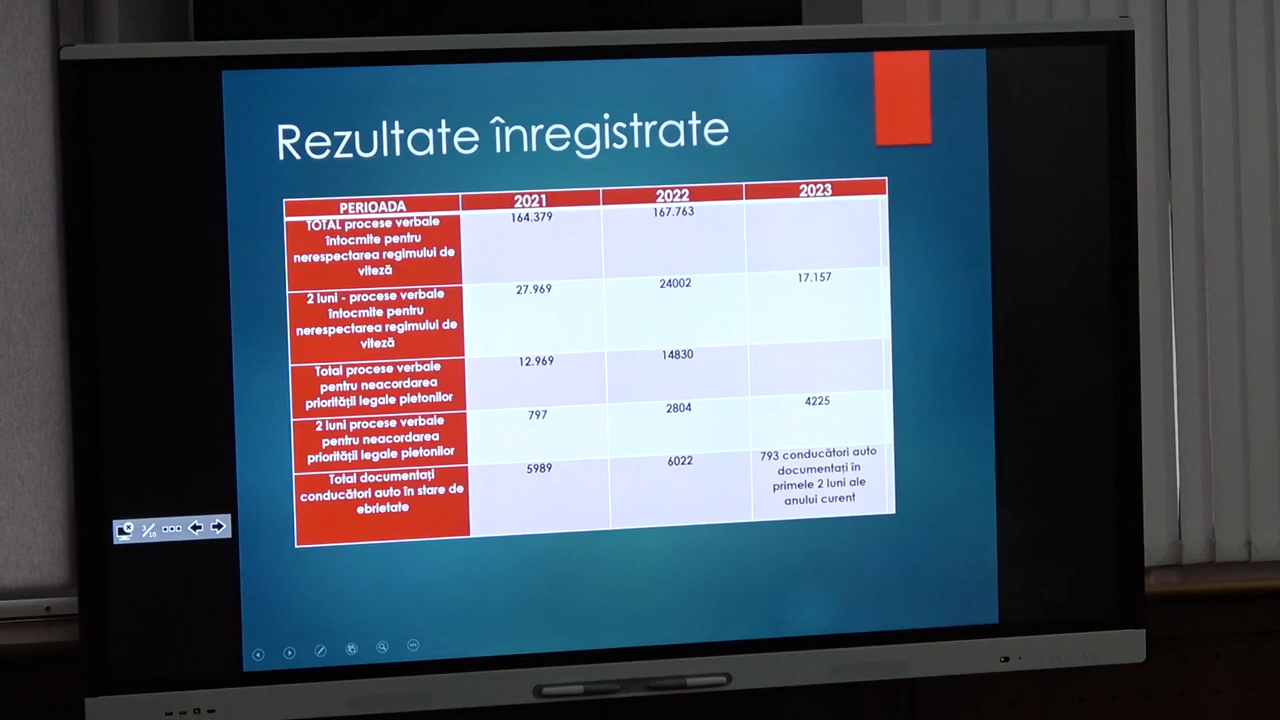 Rezultate înregistrate
PERIOADA 2021 2022 2023
TOTAL procese verbale
întocmite pentru
nerespectarea regimului de
viteză
164.379 167.763
2 luni - procese verbale
întocmite pentru
nerespectarea regimului de
viteză
27.969 24002 17.157
Total procese verbale
pentru neacordarea
priorității legale pietonilor
12.969 14830
2 luni procese verbale
pentru neacordarea
priorității legale pietonilor
797 2804 4225
Total documentați
conducători auto în stare de
ebrietate
5989 6022
793 conducători auto
documentați în
primele 2 luni ale
anului curent
3/10